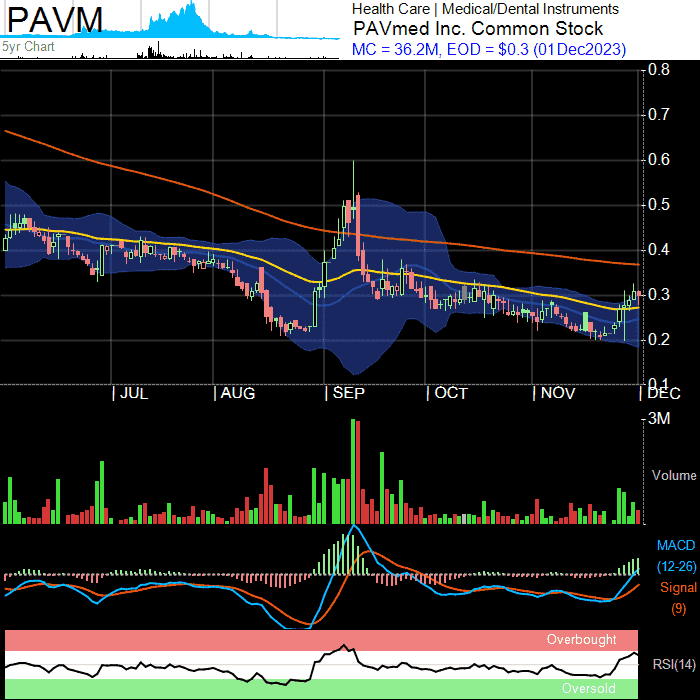 PAVM
5yr Chart
Health Care | Medical/Dental Instruments
PAVmed Inc. Common Stock
MC = 36.2M, EOD = $0.3 (01Dec2023)
0.8
0.7
0.6
0.5
0.4
0.3
0.2
0.1
JUL
AUG
SEP
OCT
NOV
DEC
3M
Volume
MACD
(12-26)
Signal
(9)
Overbought
RSI(14)
Oversold